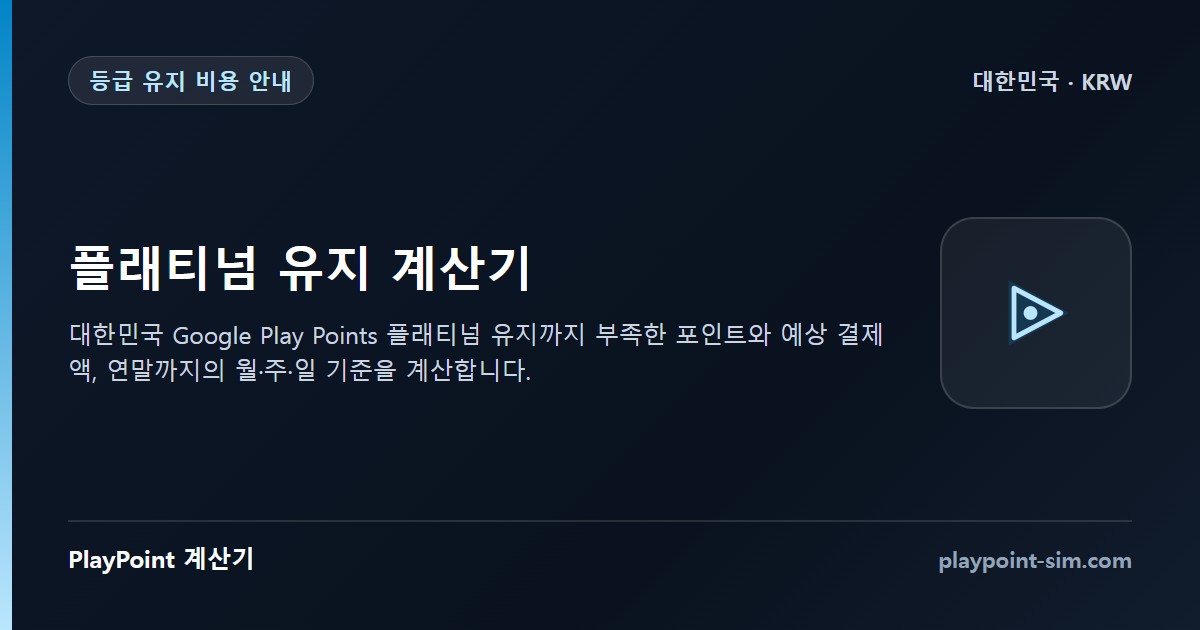 등급 유지 비용 안내
대한민국 · KRW
플래티넘 유지 계산기
대한민국 Google Play Points 플래티넘 유지까지 부족한 포인트와 예상 결제
액, 연말까지의 월·주·일 기준을 계산합니다.
PlayPoint 계산기
playpoint-sim.com